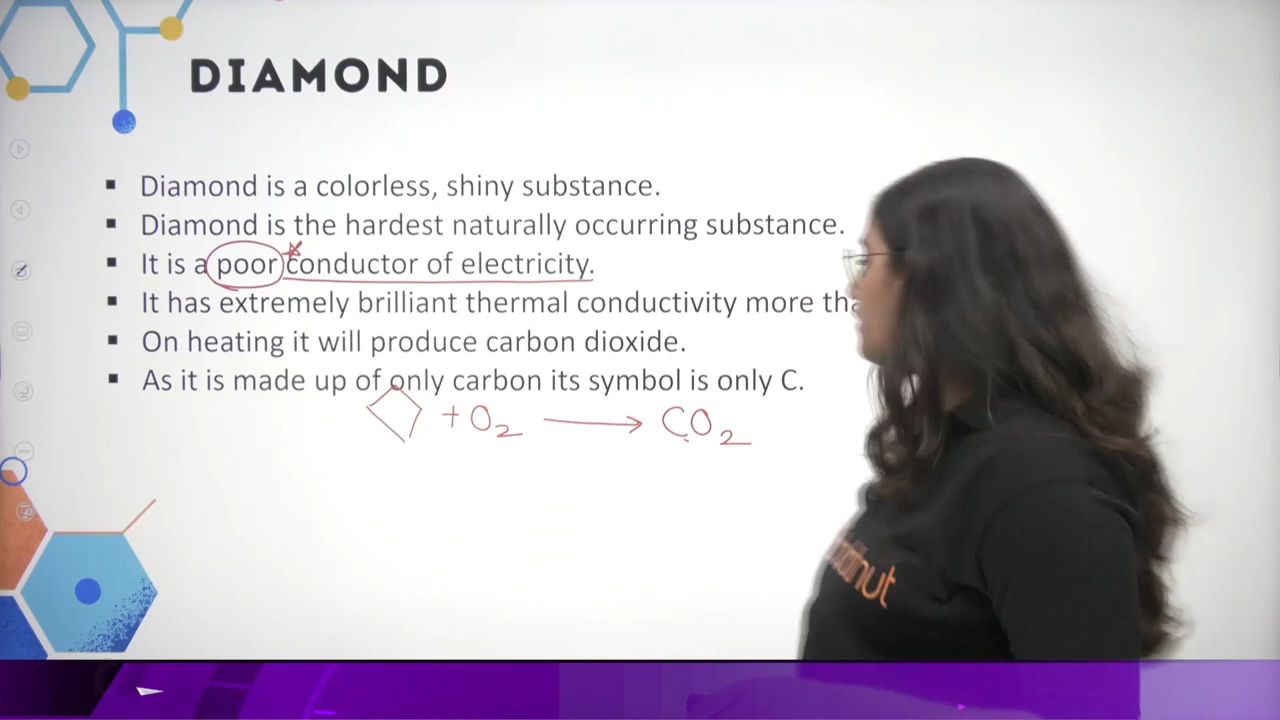 DIAMOND
▪ Diamond is a colorless, shiny substance.
▪ Diamond is the hardest naturally occurring substance.
▪ It is a poor conductor of electricity.
▪ It has extremely brilliant thermal conductivity more tha
▪ On heating it will produce carbon dioxide.
▪ As it is made up of only carbon its symbol is only C.
+ O₂ ⟶ CO₂